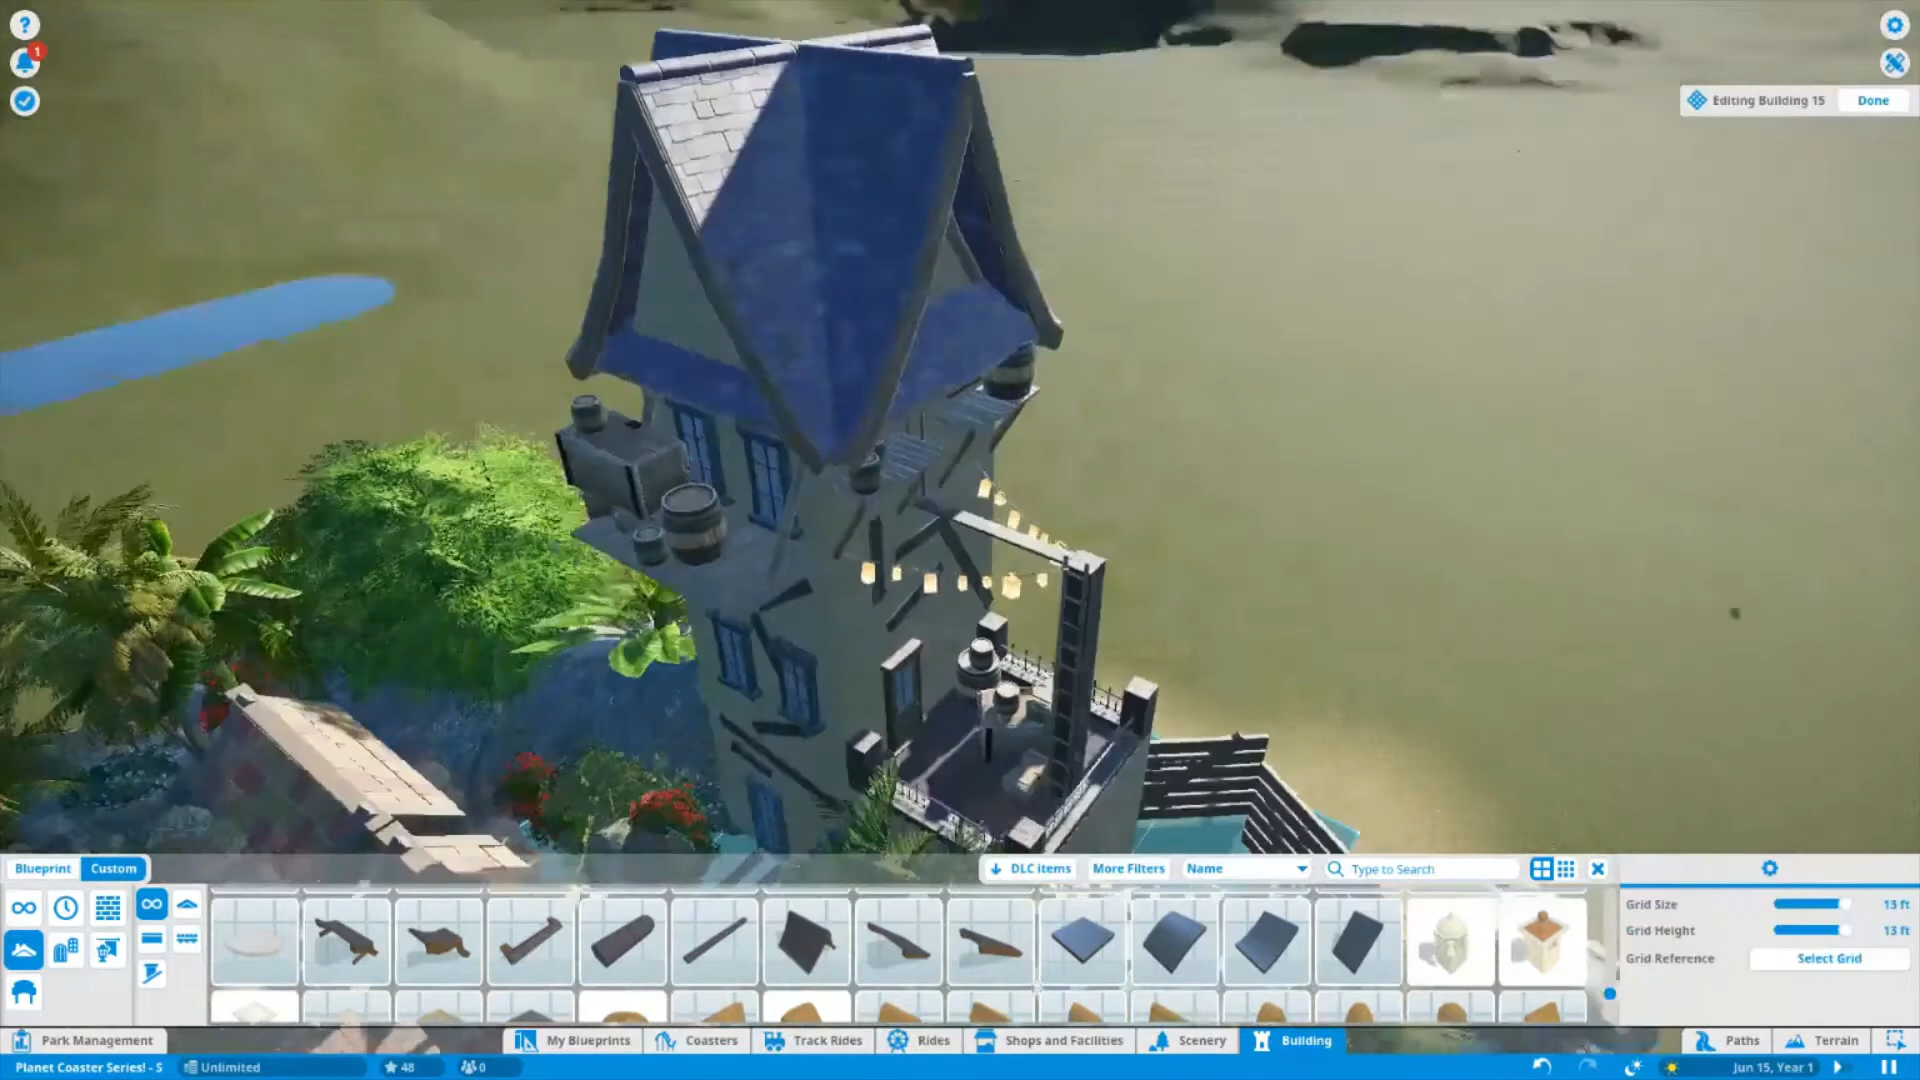 ?
1
Editing Building 15 Done
Blueprint Custom
DLC items More Filters Name Type to Search
Grid Size 13 ft
Grid Height 13 ft
Grid Reference Select Grid
Park Management My Blueprints Coasters Track Rides Rides Shops and Facilities Scenery Building Paths Terrain
Planet Coaster Series! - S Unlimited 48 0 Jun 15, Year 1